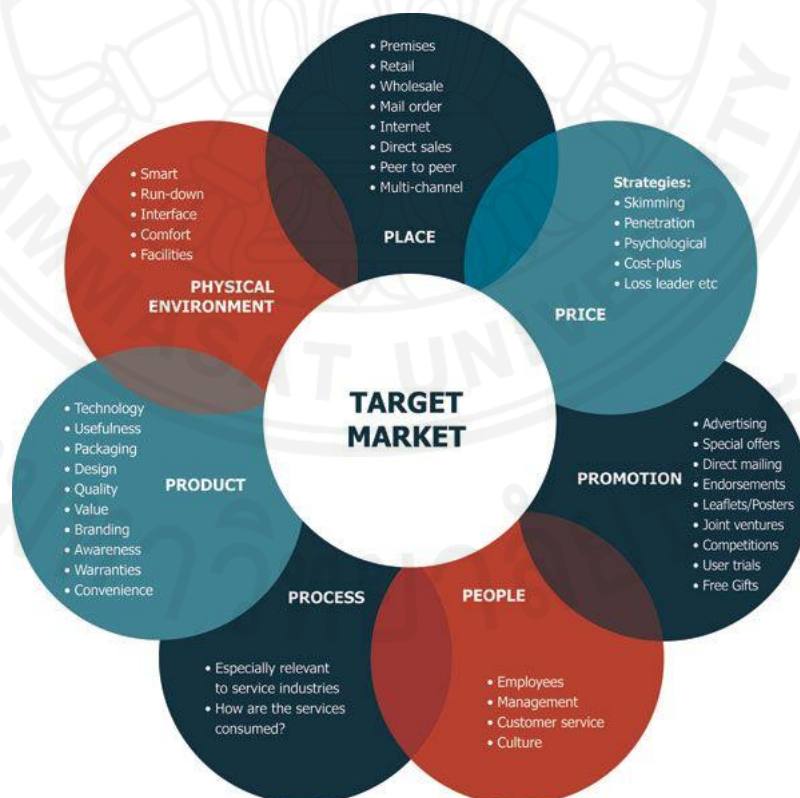 • Premises
• Retail
• Wholesale
• Mail order
• Internet
• Direct sales
• Peer to peer
• Multi-channel
PLACE
Strategies:
• Skimming
• Penetration
• Psychological
• Cost-plus
• Loss leader etc
PRICE
• Advertising
• Special offers
• Direct mailing
• Endorsements
• Leaflets/Posters
• Joint ventures
• Competitions
• User trials
• Free Gifts
PROMOTION
PEOPLE
• Employees
• Management
• Customer service
• Culture
PROCESS
• Especially relevant
to service industries
• How are the services
consumed?
• Technology
• Usefulness
• Packaging
• Design
• Quality
• Value
• Branding
• Awareness
• Warranties
• Convenience
PRODUCT
• Smart
• Run-down
• Interface
• Comfort
• Facilities
PHYSICAL
ENVIRONMENT
TARGET
MARKET
THAMMASAT UNIVERSITY